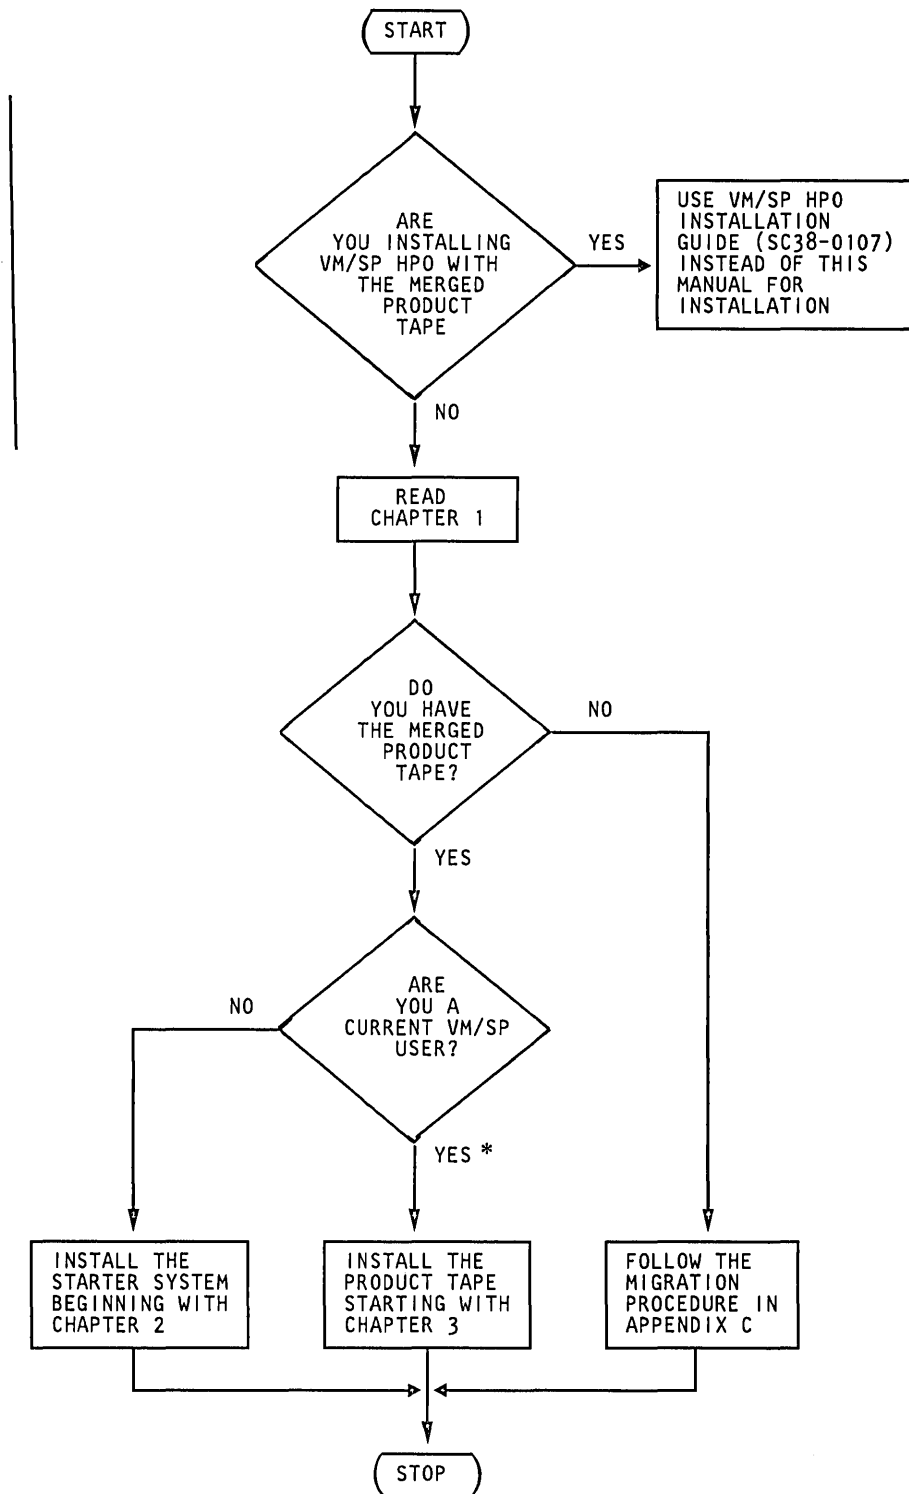 START
ARE
YOU INSTALLING
VM/SP HPO WITH
THE MERGED
PRODUCT
TAPE
YES
USE VM/SP HPO
INSTALLATION
GUIDE (SC38-0107)
INSTEAD OF THIS
MANUAL FOR
INSTALLATION
NO
READ
CHAPTER 1
DO
YOU HAVE
THE MERGED
PRODUCT
TAPE?
NO
YES
ARE
YOU A
CURRENT VM/SP
USER?
NO
YES *
INSTALL THE
STARTER SYSTEM
BEGINNING WITH
CHAPTER 2
INSTALL THE
PRODUCT TAPE
STARTING WITH
CHAPTER 3
FOLLOW THE
MIGRATION
PROCEDURE IN
APPENDIX C
STOP